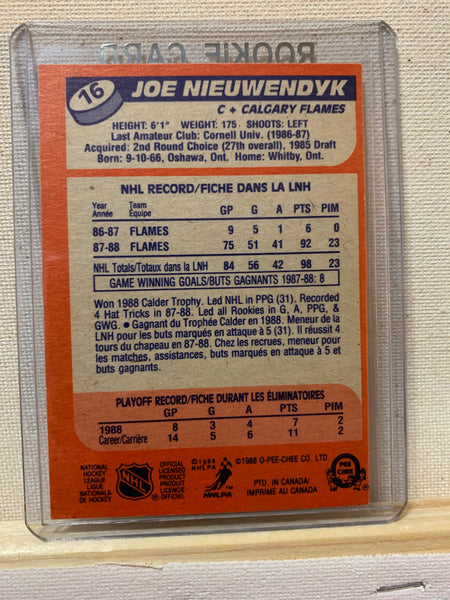 ROOKIE CARD
16
JOE NIEUWENDYK
C • CALGARY FLAMES
HEIGHT: 6'1" WEIGHT: 175 SHOOTS: LEFT
Last Amateur Club: Cornell Univ. (1986-87)
Acquired: 2nd Round Choice (27th overall), 1985 Draft
Born: 9-10-66, Oshawa, Ont. Home: Whitby, Ont.
NHL RECORD/FICHE DANS LA LNH
Year Team GP G A PTS PIM
Année Équipe
86-87 FLAMES 9 5 1 6 0
87-88 FLAMES 75 51 41 92 23
NHL Totals/Totaux dans la LNH 84 56 42 98 23
GAME WINNING GOALS/BUTS GAGNANTS 1987-88: 8
Won 1988 Calder Trophy. Led NHL in PPG (31). Recorded
4 Hat Tricks in 87-88. Led all Rookies in G, A, PPG, &
GWG. • Gagnant du Trophée Calder en 1988. Meneur de la
LNH pour les buts marqués en attaque à 5 (31). Il réussit 4
tours du chapeau en 87-88. Chez les recrues, meneur pour
les matches, assistances, buts marqués en attaque à 5 et
buts gagnants.
PLAYOFF RECORD/FICHE DURANT LES ÉLIMINATOIRES
GP G A PTS PIM
1988 8 3 4 7 2
Career/Carrière 14 5 6 11 2
NATIONAL
HOCKEY
LEAGUE
LIGUE
NATIONALE
DE HOCKEY
NHL
OFFICIAL
LICENSED
PRODUCT
PRODUIT
OFFICIEL
LICENCIÉ
©1988
NHLPA
NHLPA
TM
©1988 O-PEE-CHEE CO. LTD.
PTD. IN CANADA/
IMPRIMÉ AU CANADA
O
PEE
CHEE